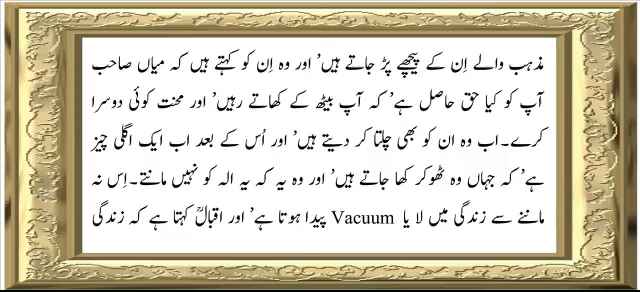 مذہب والے اِن کے پیچھے پڑ جاتے ہیں’ اور وہ اِن کو کہتے ہیں کہ میاں صاحب
آپ کو کیا حق حاصل ہے’ کہ آپ بیٹھ کے کھاتے رہیں’ اور محنت کوئی دوسرا
کرے۔اب وہ ان کو بھی چلتا کر دیتے ہیں’ اور اُس کے بعد اب ایک اگلی چیز
ہے’ کہ جہاں وہ ٹھوکر کھا جاتے ہیں’ اور وہ یہ کہ یہ الہ کو نہیں مانتے۔اِس نہ
ماننے سے زندگی میں لا یا Vacuum پیدا ہوتا ہے’ اور اقبالؒ کہتا ہے کہ زندگی